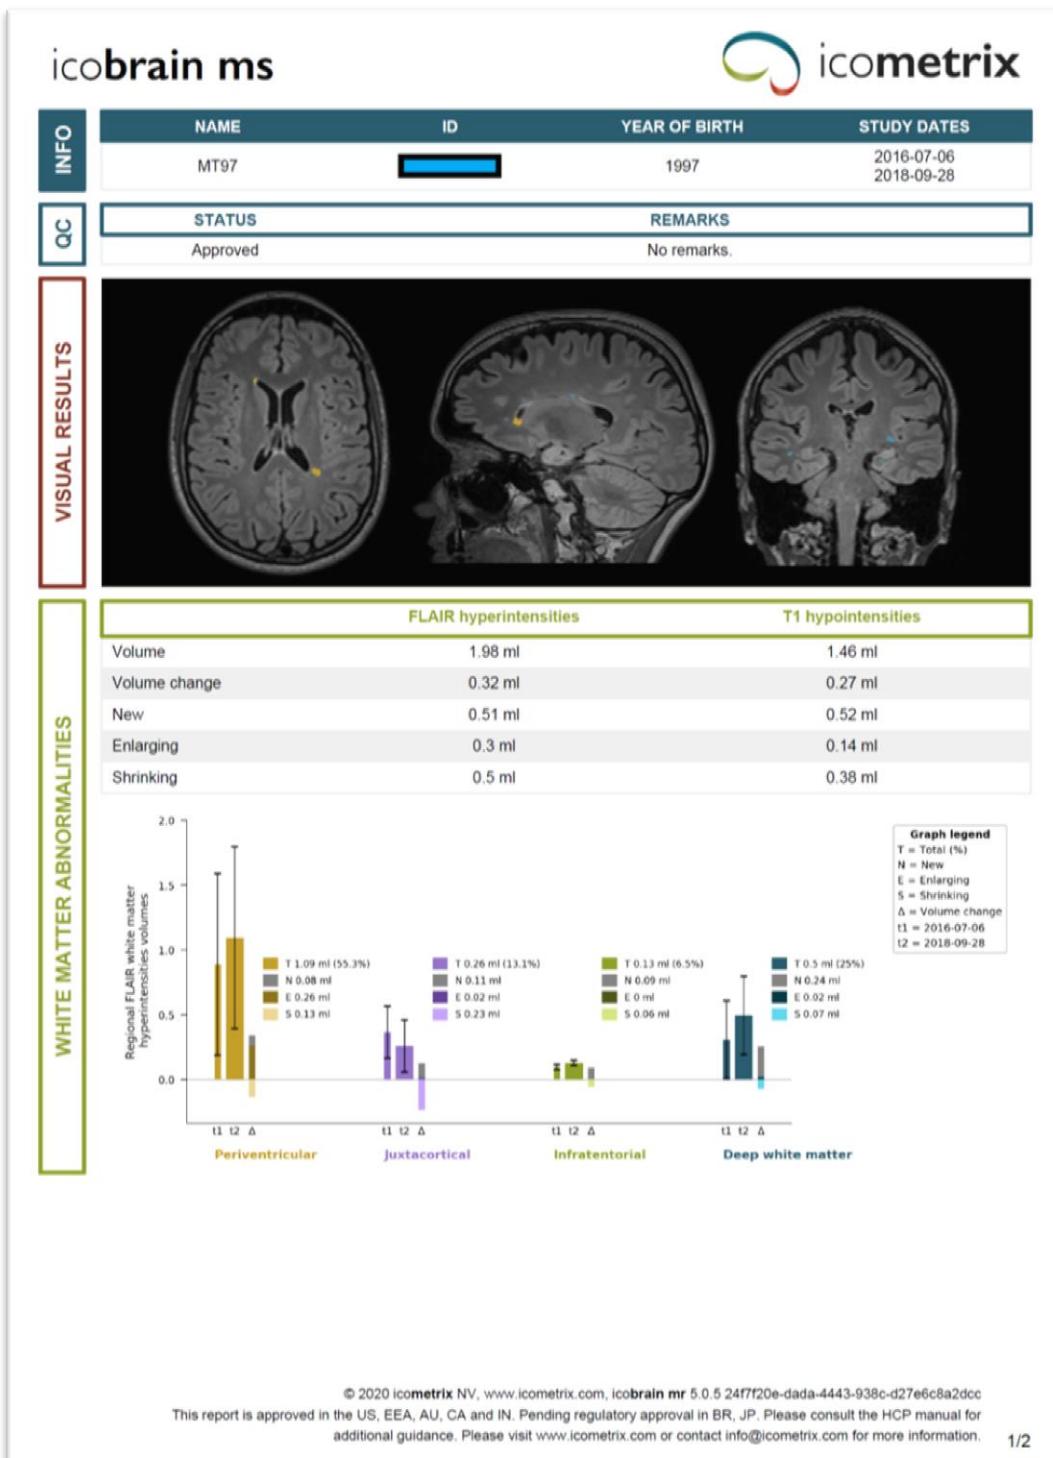 icobrain ms
icometrix
INFO
NAME ID YEAR OF BIRTH STUDY DATES
MT97 1997 2016-07-06
2018-09-28
QC
STATUS REMARKS
Approved No remarks.
VISUAL RESULTS
WHITE MATTER ABNORMALITIES
FLAIR hyperintensities T1 hypointensities
Volume 1.98 ml 1.46 ml
Volume change 0.32 ml 0.27 ml
New 0.51 ml 0.52 ml
Enlarging 0.3 ml 0.14 ml
Shrinking 0.5 ml 0.38 ml
Regional FLAIR white matter
hyperintensities volumes
2.0
1.5
1.0
0.5
0.0
T 1.09 ml (55.3%)
N 0.08 ml
E 0.26 ml
S 0.13 ml
T 0.26 ml (13.1%)
N 0.11 ml
E 0.02 ml
S 0.23 ml
T 0.13 ml (6.5%)
N 0.09 ml
E 0 ml
S 0.06 ml
T 0.5 ml (25%)
N 0.24 ml
E 0.02 ml
S 0.07 ml
Graph legend
T = Total (%)
N = New
E = Enlarging
S = Shrinking
Δ = Volume change
t1 = 2016-07-06
t2 = 2018-09-28
t1 t2 Δ t1 t2 Δ t1 t2 Δ t1 t2 Δ
Periventricular Juxtacortical Infratentorial Deep white matter
© 2020 icometrix NV, www.icometrix.com, icobrain mr 5.0.5 24f7f20e-dada-4443-938c-d27e6c8a2dcc
This report is approved in the US, EEA, AU, CA and IN. Pending regulatory approval in BR, JP. Please consult the HCP manual for
additional guidance. Please visit www.icometrix.com or contact info@icometrix.com for more information.
1/2